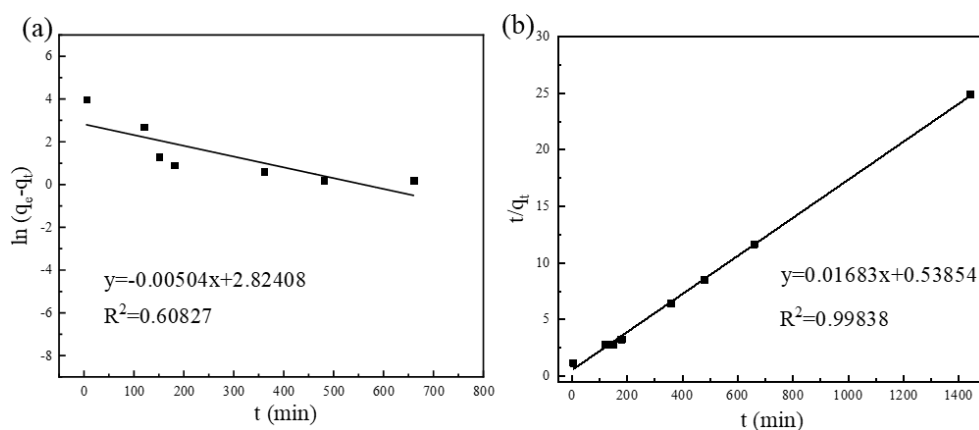 (a)
6
4
2
0
-2
-4
-6
-8
ln (qe-qt)
y=-0.00504x+2.82408
R²=0.60827
0 100 200 300 400 500 600 700 800
t (min)
(b)
30
25
20
15
10
5
0
t/qt
y=0.01683x+0.53854
R²=0.99838
0 200 400 600 800 1000 1200 1400
t (min)